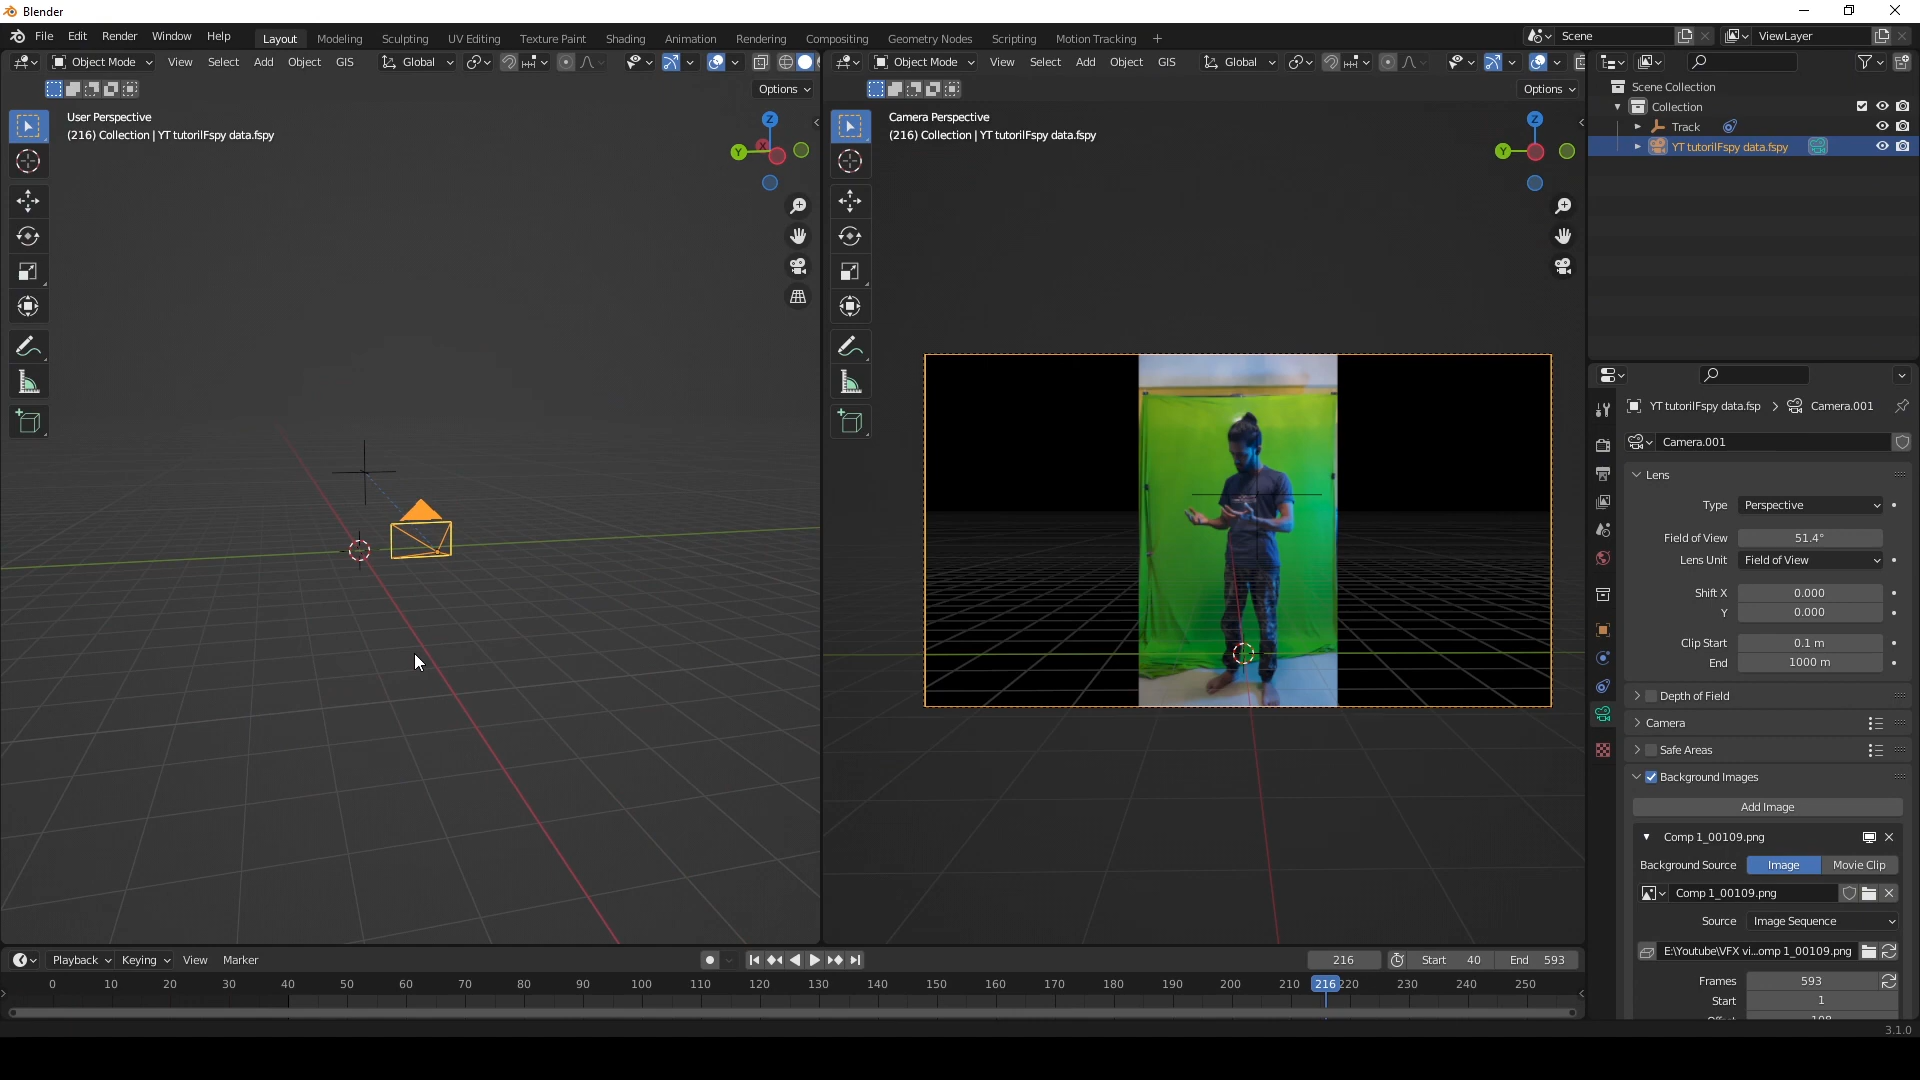 Blender
File Edit Render Window Help
Layout Modeling Sculpting UV Editing Texture Paint Shading Animation Rendering Compositing Geometry Nodes Scripting Motion Tracking +
Scene
ViewLayer
Object Mode View Select Add Object GIS Global
Object Mode View Select Add Object GIS Global
Options
Options
User Perspective
(216) Collection | YT tutorilFspy data.fspy
Z
X
Y
Camera Perspective
(216) Collection | YT tutorilFspy data.fspy
Z
Y
Scene Collection
Collection
Track
YT tutorilFspy data.fspy
YT tutorilFspy data.fsp > Camera.001
Camera.001
Lens
Type Perspective
Field of View 51.4°
Lens Unit Field of View
Shift X 0.000
Y 0.000
Clip Start 0.1 m
End 1000 m
Depth of Field
Camera
Safe Areas
Background Images
Add Image
Comp 1_00109.png
Background Source Image Movie Clip
Comp 1_00109.png
Source Image Sequence
E:\Youtube\VFX vi...omp 1_00109.png
Frames 593
Start 1
Playback Keying View Marker
216 Start 40 End 593
0 10 20 30 40 50 60 70 80 90 100 110 120 130 140 150 160 170 180 190 200 210 216 220 230 240 250
3.1.0